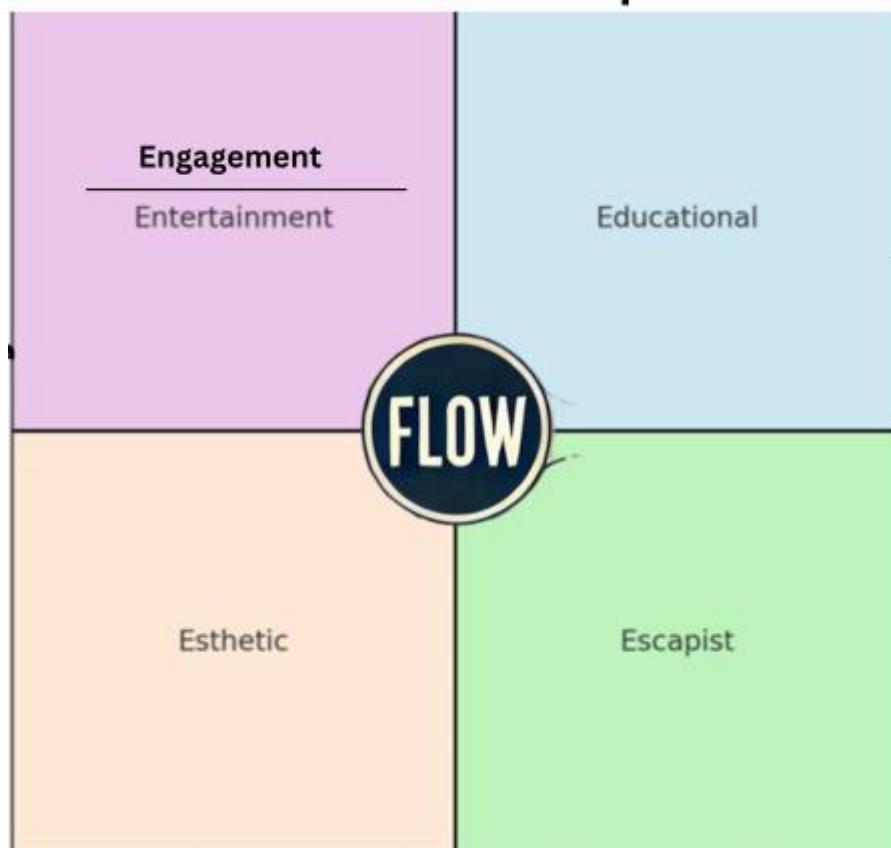 Engagement
Entertainment
Educational
FLOW
Esthetic
Escapist